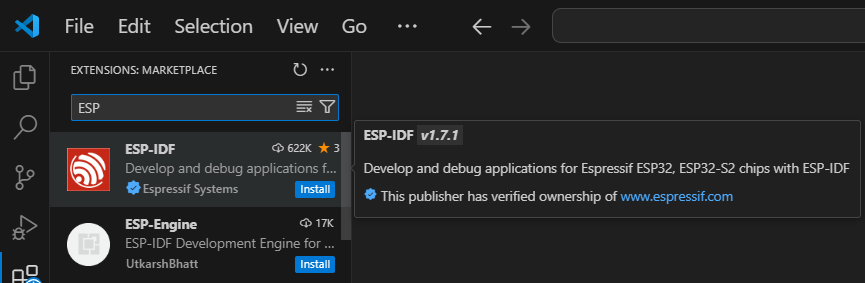 File Edit Selection View Go ···
EXTENSIONS: MARKETPLACE
ESP
ESP-IDF 622K ★ 3
Develop and debug applications f...
Espressif Systems Install
ESP-Engine 17K
ESP-IDF Development Engine for ...
UtkarshBhatt Install
ESP-IDF v1.7.1
Develop and debug applications for Espressif ESP32, ESP32-S2 chips with ESP-IDF
This publisher has verified ownership of www.espressif.com